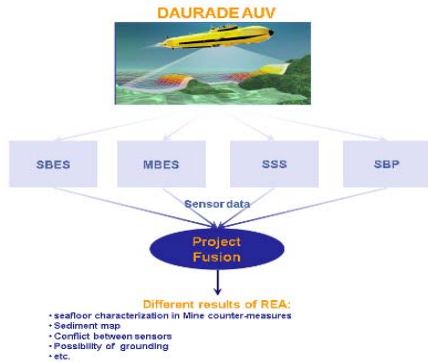 DAURADE AUV
SBES
MBES
SSS
SBP
Sensor data
Project
Fusion
Different results of REA:
• seafloor characterization in Mine counter-measures
• Sediment map
• Conflict between sensors
• Possibility of grounding
• etc.